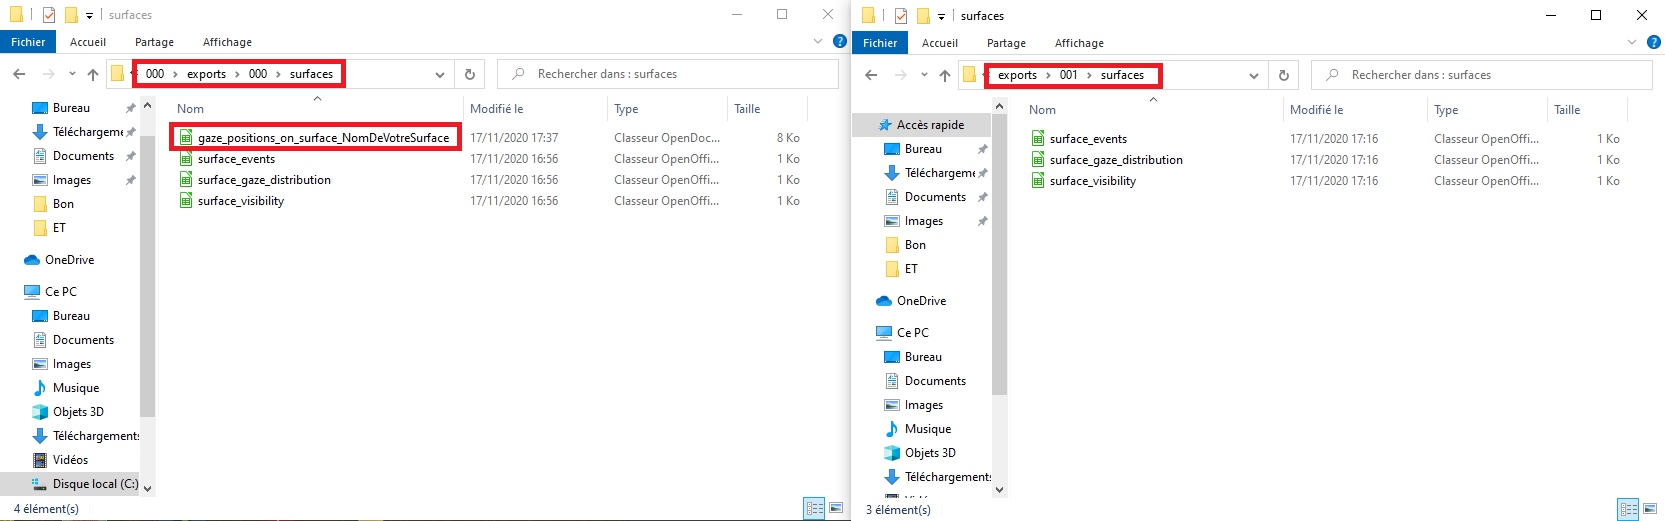 surfaces
Fichier Accueil Partage Affichage
000 > exports > 000 > surfaces
Rechercher dans : surfaces
Nom Modifié le Type Taille
gaze_positions_on_surface_NomDeVotreSurface 17/11/2020 17:37 Classeur OpenDoc... 8 Ko
surface_events 17/11/2020 16:56 Classeur OpenOffi... 1 Ko
surface_gaze_distribution 17/11/2020 16:56 Classeur OpenOffi... 1 Ko
surface_visibility 17/11/2020 16:56 Classeur OpenOffi... 1 Ko
Bureau
Téléchargeme
Documents
Images
Bon
ET
OneDrive
Ce PC
Bureau
Documents
Images
Musique
Objets 3D
Téléchargements
Vidéos
Disque local (C:)
4 élément(s)
surfaces
Fichier Accueil Partage Affichage
exports > 001 > surfaces
Rechercher dans : surfaces
Nom Modifié le Type Taille
surface_events 17/11/2020 17:16 Classeur OpenOffi... 1 Ko
surface_gaze_distribution 17/11/2020 17:16 Classeur OpenOffi... 1 Ko
surface_visibility 17/11/2020 17:16 Classeur OpenOffi... 1 Ko
Accès rapide
Bureau
Téléchargeme
Documents
Images
Bon
ET
OneDrive
Ce PC
Bureau
Documents
Images
Musique
Objets 3D
Téléchargements
3 élément(s)